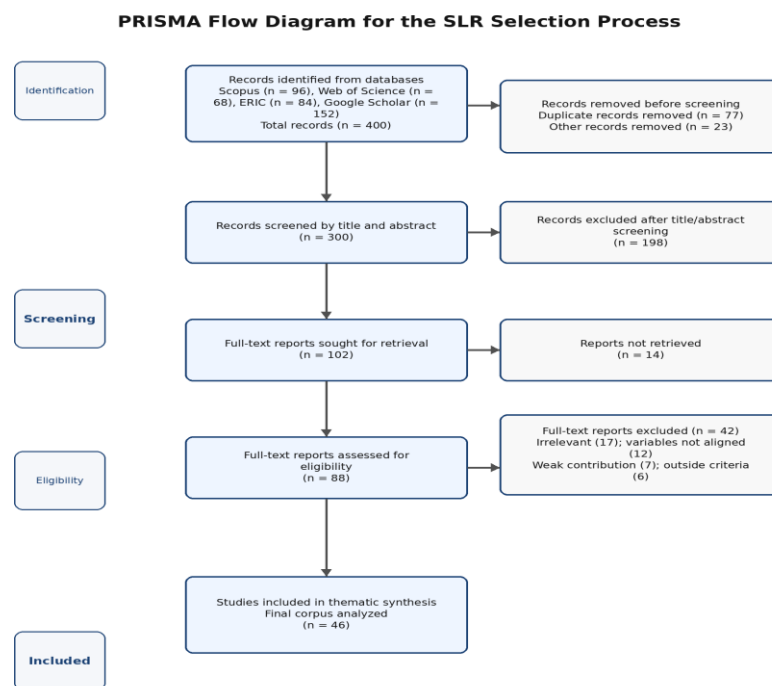 PRISMA Flow Diagram for the SLR Selection Process
Identification
Records identified from databases
Scopus (n = 96), Web of Science (n =
68), ERIC (n = 84), Google Scholar (n =
152)
Total records (n = 400)
Records removed before screening
Duplicate records removed (n = 77)
Other records removed (n = 23)
Records screened by title and abstract
(n = 300)
Records excluded after title/abstract
screening
(n = 198)
Screening
Full-text reports sought for retrieval
(n = 102)
Reports not retrieved
(n = 14)
Eligibility
Full-text reports assessed for
eligibility
(n = 88)
Full-text reports excluded (n = 42)
Irrelevant (17); variables not aligned
(12)
Weak contribution (7); outside criteria
(6)
Studies included in thematic synthesis
Final corpus analyzed
(n = 46)
Included